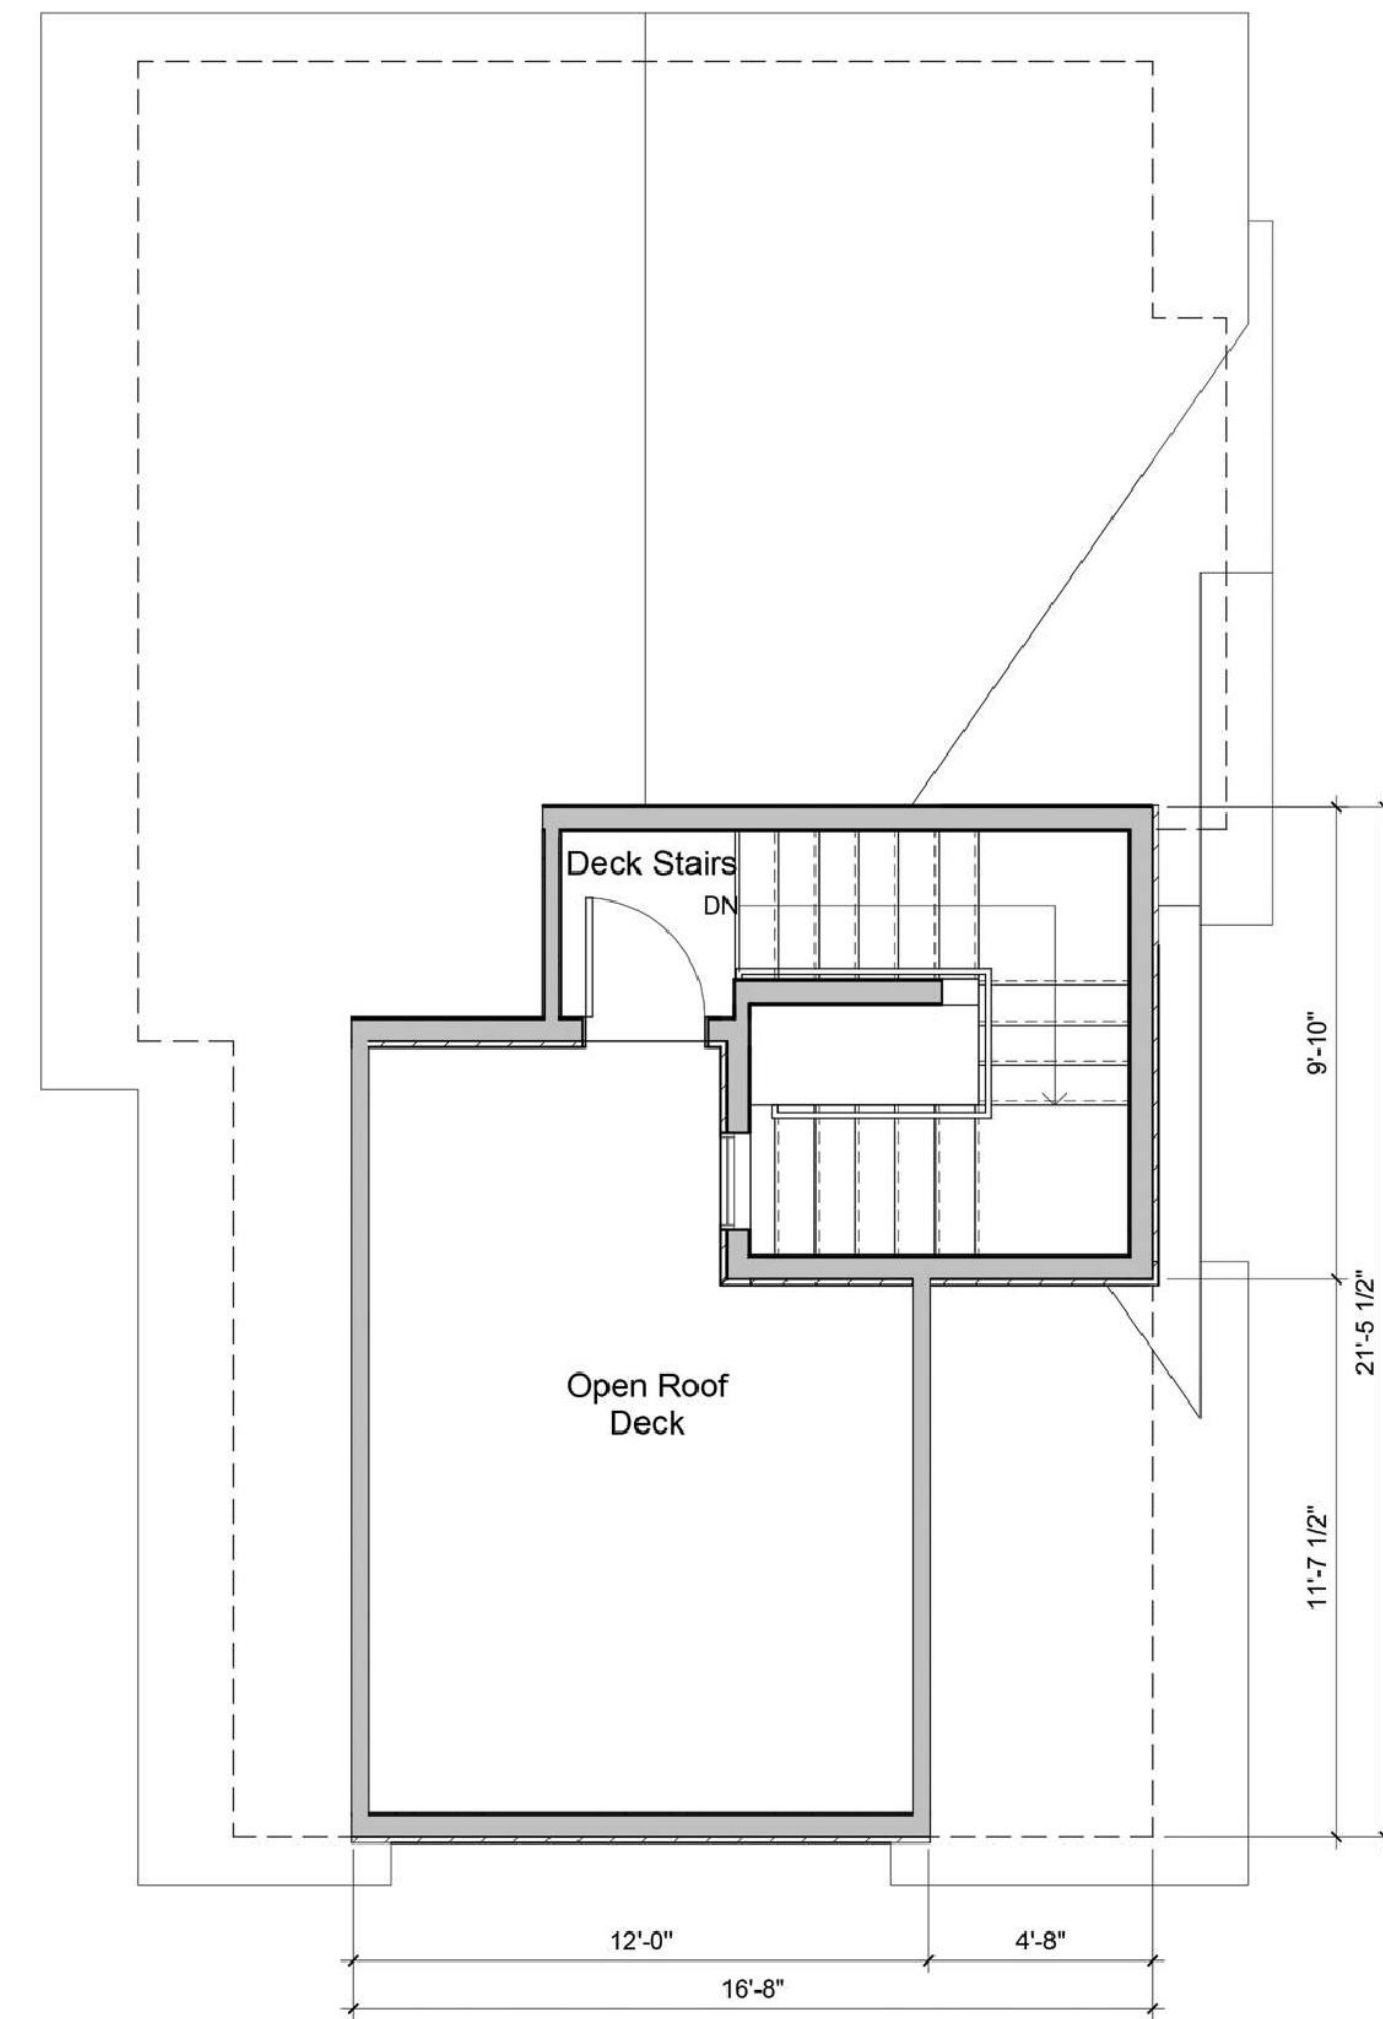 Deck Stairs
DN
9'-10"
21'-5 1/2"
Open Roof
Deck
11'-7 1/2"
12'-0"
4'-8"
16'-8"